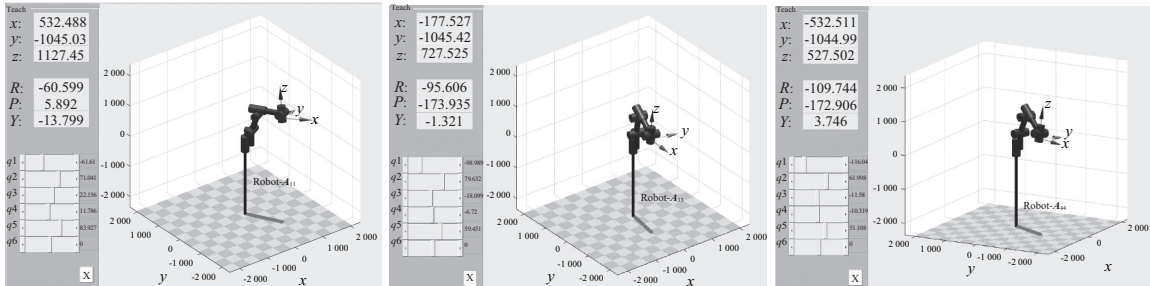 Teach
x: 532.488
y: -1045.03
z: 1127.45
R: -60.599
P: 5.892
Y: -13.799
q1 -61.61
q2 71.041
q3 22.156
q4 11.786
q5 83.927
q6 0
X
2 000
1 000
0
-1 000
-2 000
z
y
x
Robot-A11
2 000
1 000
0
-1 000
-2 000
y
2 000
1 000
0
-1 000
-2 000
x
Teach
x: -177.527
y: -1045.42
z: 727.525
R: -95.606
P: -173.935
Y: -1.321
q1 -98.989
q2 79.632
q3 -18.099
q4 -6.72
q5 59.451
q6 0
X
2 000
1 000
0
-1 000
-2 000
z
y
x
Robot-A33
2 000
1 000
0
-1 000
-2 000
y
2 000
1 000
0
-1 000
-2 000
x
Teach
x: -532.511
y: -1044.99
z: 527.502
R: -109.744
P: -172.906
Y: 3.746
q1 -116.04
q2 61.998
q3 -11.58
q4 -10.519
q5 51.108
q6 0
X
2 000
1 000
0
-1 000
-2 000
z
y
x
Robot-A44
2 000
1 000
0
-1 000
-2 000
y
2 000
0
-1 000
-2 000
x